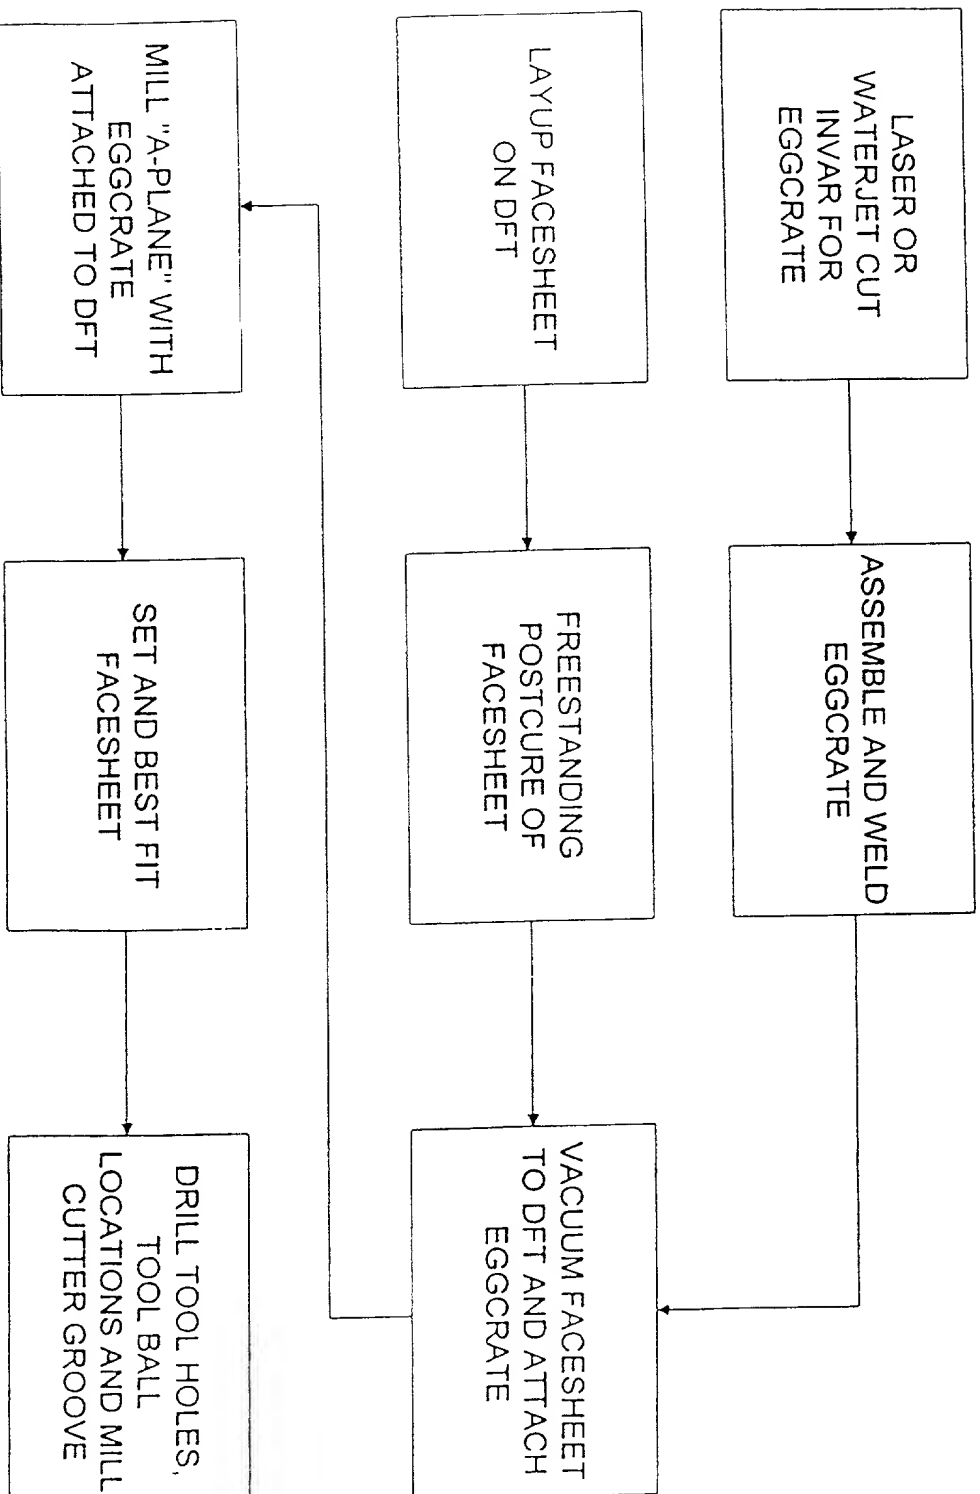 LASER OR
WATERJET CUT
INVAR FOR
EGGCRATE
ASSEMBLE AND WELD
EGGCRATE
LAYUP FACESHEET
ON DFT
FREESTANDING
POSTCURE OF
FACESHEET
VACUUM FACESHEET
TO DFT AND ATTACH
EGGCRATE
MILL "A-PLANE" WITH
EGGCRATE
ATTACHED TO DFT
SET AND BEST FIT
FACESHEET
DRILL TOOL HOLES,
TOOL BALL
LOCATIONS AND MILL
CUTTER GROOVE